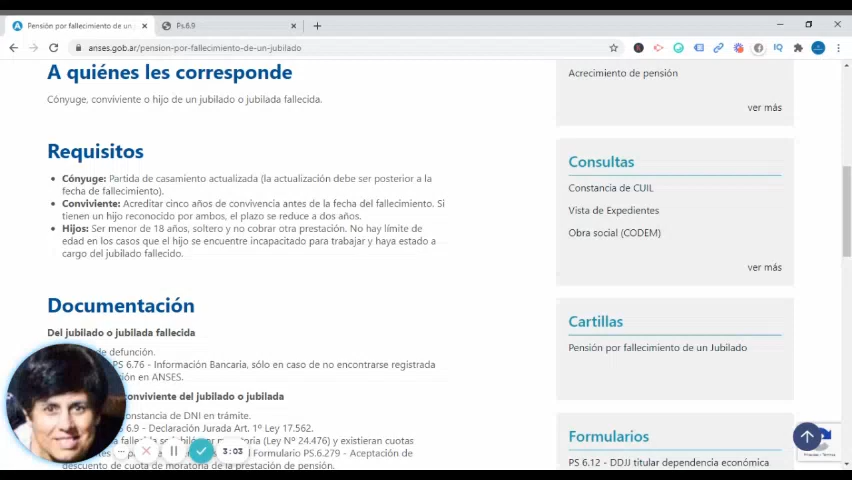 Pensión por fallecimiento de un
Ps.6.9
anses.gob.ar/pension-por-fallecimiento-de-un-jubilado
A quiénes les corresponde
Cónyuge, conviviente o hijo de un jubilado o jubilada fallecida.
Requisitos
Cónyuge: Partida de casamiento actualizada (la actualización debe ser posterior a la
fecha de fallecimiento).
Conviviente: Acreditar cinco años de convivencia antes de la fecha del fallecimiento. Si
tienen un hijo reconocido por ambos, el plazo se reduce a dos años.
Hijos: Ser menor de 18 años, soltero y no cobrar otra prestación. No hay límite de
edad en los casos que el hijo se encuentre incapacitado para trabajar y haya estado a
cargo del jubilado fallecido.
Documentación
Del jubilado o jubilada fallecida
de defunción.
PS 6.76 - Información Bancaria, sólo en caso de no encontrarse registrada
en ANSES.
conviviente del jubilado o jubilada
constancia de DNI en trámite.
6.9 - Declaración Jurada Art. 1º Ley 17.562.
fallecida se jubiló por moratoria (Ley Nº 24.476) y existieran cuotas
Formulario PS.6.279 - Aceptación de
descuento de cuota de moratoria de la prestación de pensión.
3:03
Acrecimiento de pensión
ver más
Consultas
Constancia de CUIL
Vista de Expedientes
Obra social (CODEM)
ver más
Cartillas
Pensión por fallecimiento de un Jubilado
Formularios
PS 6.12 - DDJJ titular dependencia económica